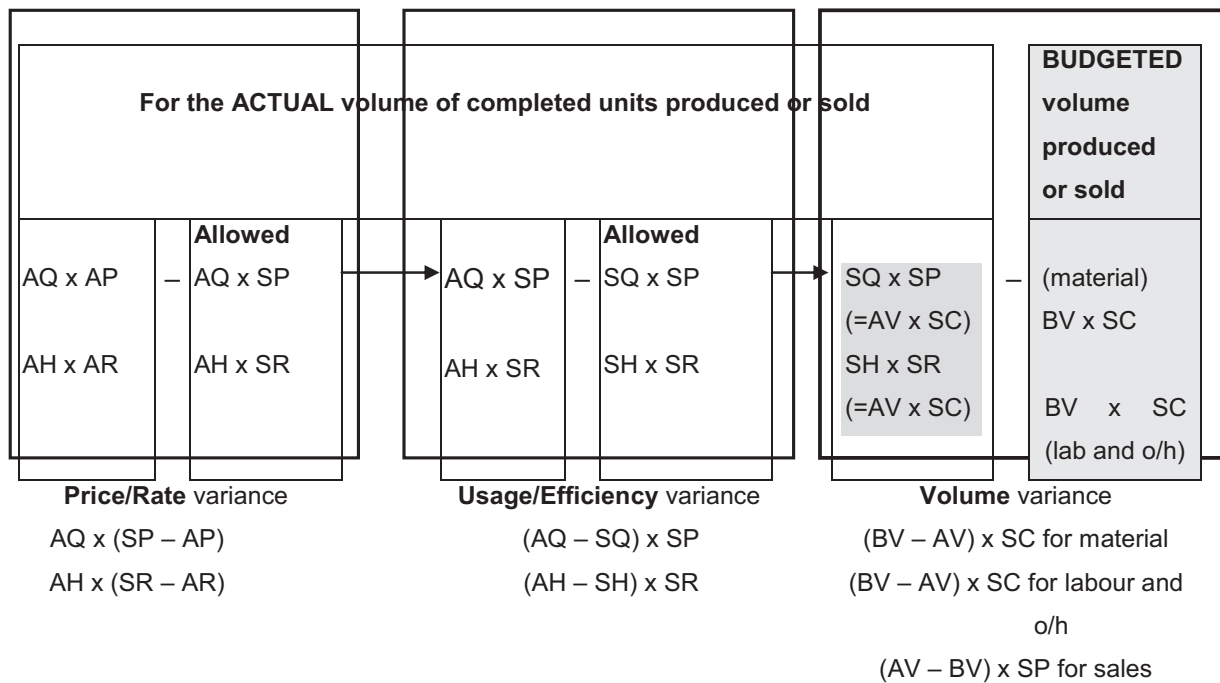 For the ACTUAL volume of completed units produced or sold
BUDGETED
volume
produced
or sold
AQ x AP
–
Allowed
AQ x SP
AH x AR
AH x SR
AQ x SP
–
Allowed
SQ x SP
AH x SR
SH x SR
SQ x SP
(=AV x SC)
SH x SR
(=AV x SC)
–
(material)
BV x SC
BV x SC
(lab and o/h)
Price/Rate variance
AQ x (SP – AP)
AH x (SR – AR)
Usage/Efficiency variance
(AQ – SQ) x SP
(AH – SH) x SR
Volume variance
(BV – AV) x SC for material
(BV – AV) x SC for labour and
o/h
(AV – BV) x SP for sales